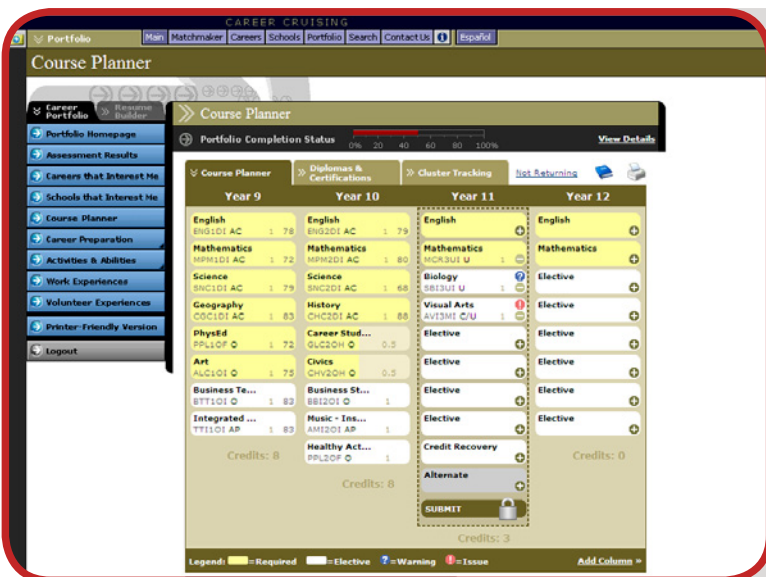 CAREER CRUISING
Portfolio Main Matchmaker Careers Schools Portfolio Search Contact Us Español
Course Planner
Career Portfolio
Resume Builder
Portfolio Homepage
Assessment Results
Careers that Interest Me
Schools that Interest Me
Course Planner
Career Preparation
Activities & Abilities
Work Experiences
Volunteer Experiences
Printer-Friendly Version
Logout
Course Planner
Portfolio Completion Status 0% 20 40 60 80 100% View Details
Course Planner
Diplomas & Certifications
Cluster Tracking
Not Returning
Year 9
English
ENG1DI AC 1 78
Mathematics
MPM1DI AC 1 72
Science
SNC1DI AC 1 79
Geography
CGC1DI AC 1 83
PhysEd
PPL1OF O 1 72
Art
ALC1OI O 1 75
Business Te...
BTT1OI O 1 83
Integrated ...
TTI1OI AP 1 83
Credits: 8
Year 10
English
ENG2DI AC 1 79
Mathematics
MPM2DI AC 1 80
Science
SNC2DI AC 1 68
History
CHC2DI AC 1 88
Career Stud...
GLC2OH O 0.5
Civics
CHV2OH O 0.5
Business St...
BBI2OI O 1
Music - Ins...
AMI2OI AP 1
Healthy Act...
PPL2OF O 1
Credits: 8
Year 11
English
Mathematics
MCR3UI U 1
Biology
SBI3UI U 1
Visual Arts
AVI3MI C/U 1
Elective
Elective
Elective
Elective
Credit Recovery
Alternate
SUBMIT
Credits: 3
Year 12
English
Mathematics
Elective
Elective
Elective
Elective
Elective
Elective
Credits: 0
Legend: =Required =Elective ?=Warning !=Issue Add Column »